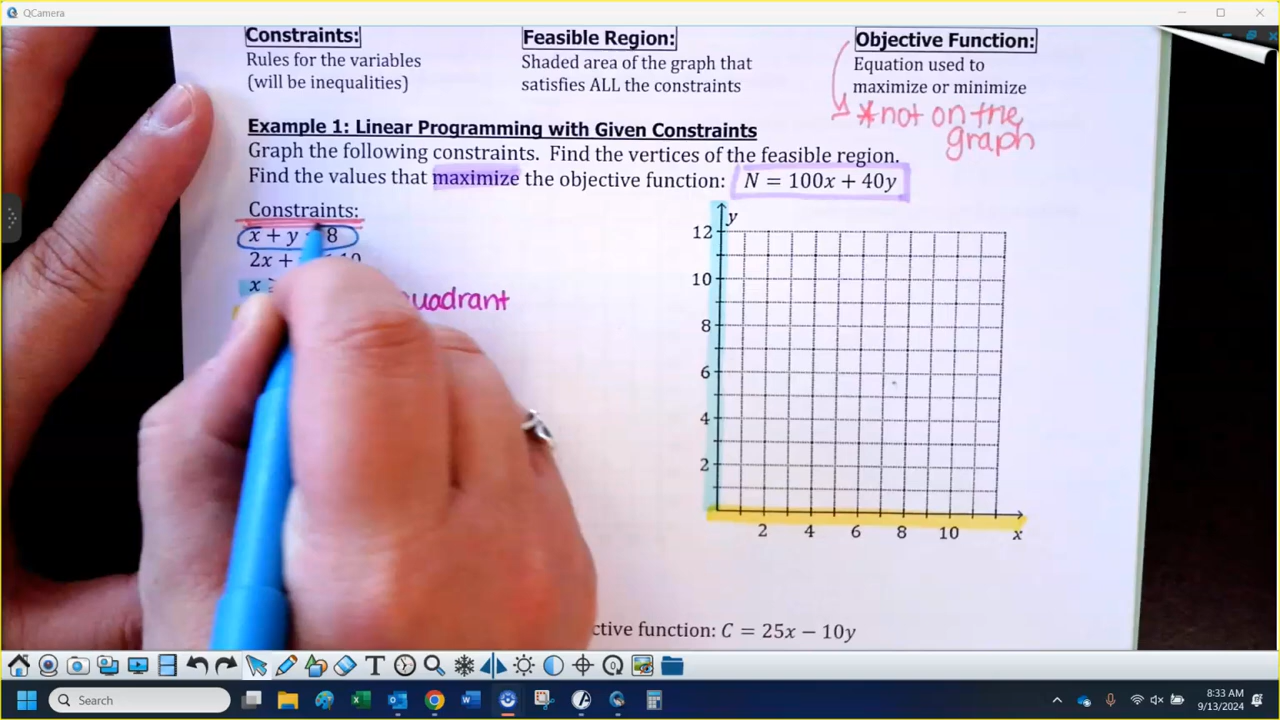 QCamera
Constraints:
Rules for the variables
(will be inequalities)
Feasible Region:
Shaded area of the graph that
satisfies ALL the constraints
Objective Function:
Equation used to
maximize or minimize
*not on the
graph
Example 1: Linear Programming with Given Constraints
Graph the following constraints. Find the vertices of the feasible region.
Find the values that maximize the objective function: N = 100x + 40y
Constraints:
x + y 8
2x + 10
x ≥
uadrant
y
12
10
8
6
4
2
2 4 6 8 10 x
ctive function: C = 25x − 10y
Search
8:33 AM
9/13/2024